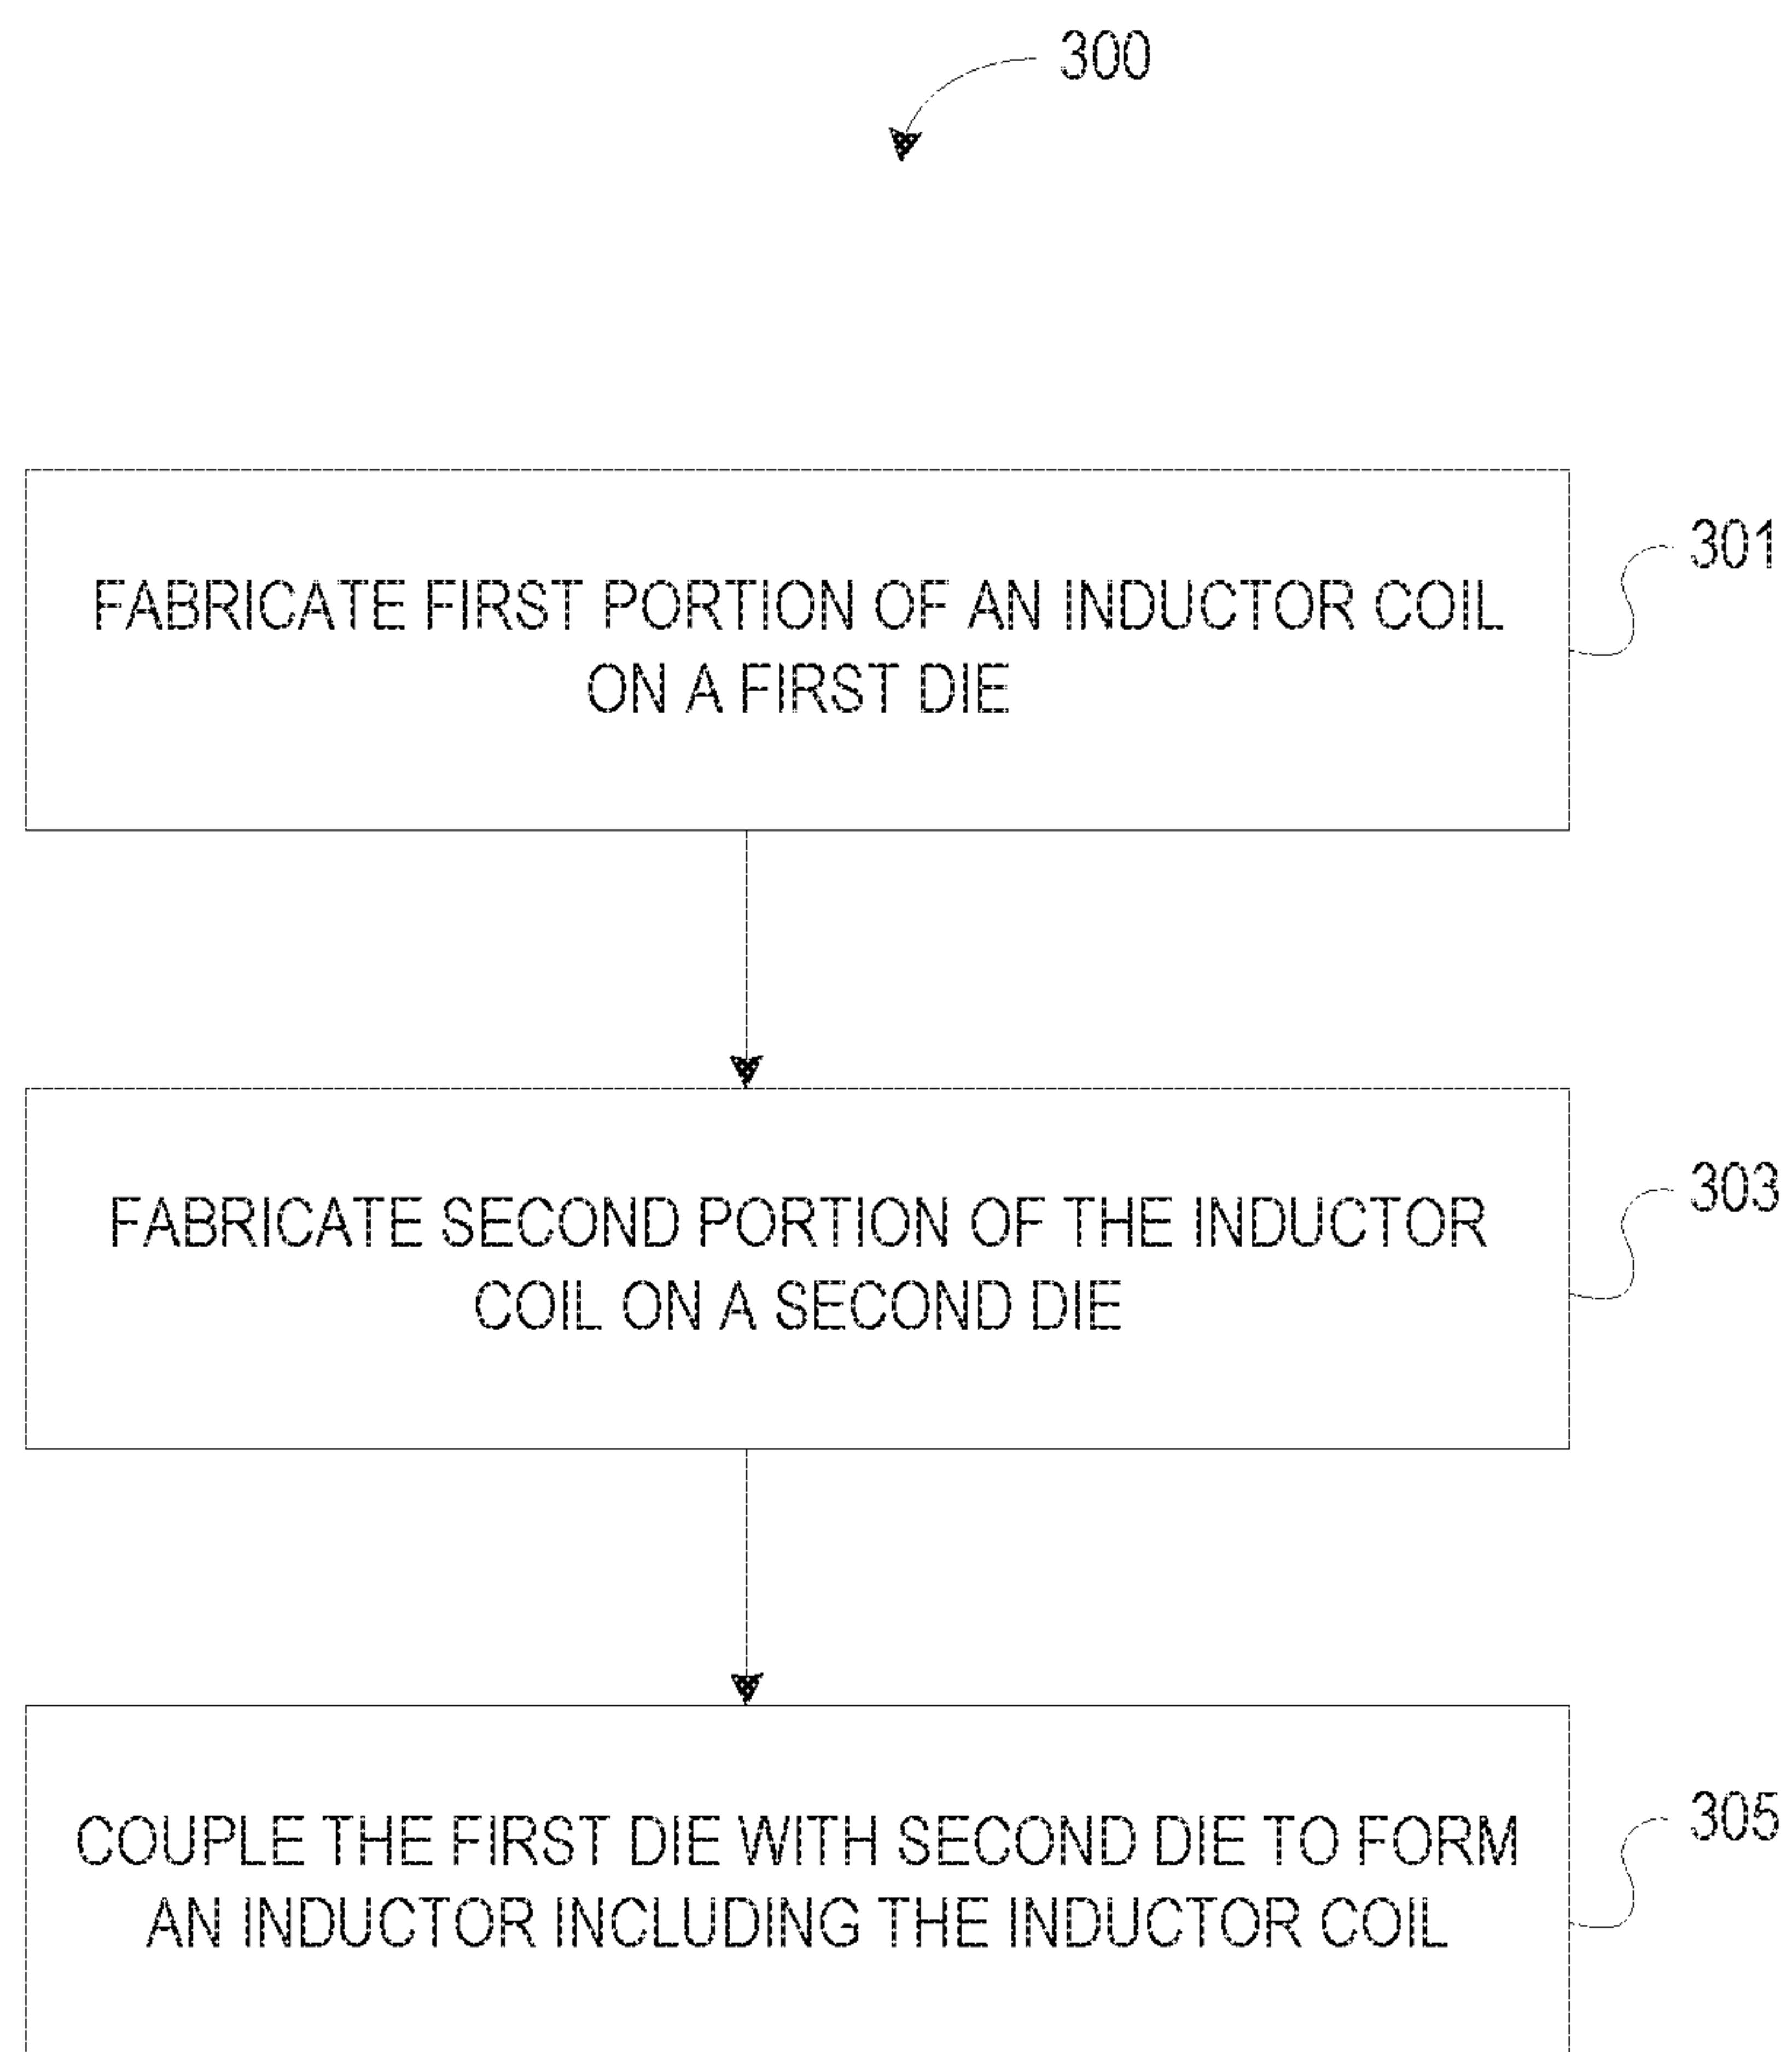 300
FABRICATE FIRST PORTION OF AN INDUCTOR COIL
ON A FIRST DIE
301
FABRICATE SECOND PORTION OF THE INDUCTOR
COIL ON A SECOND DIE
303
COUPLE THE FIRST DIE WITH SECOND DIE TO FORM
AN INDUCTOR INCLUDING THE INDUCTOR COIL
305